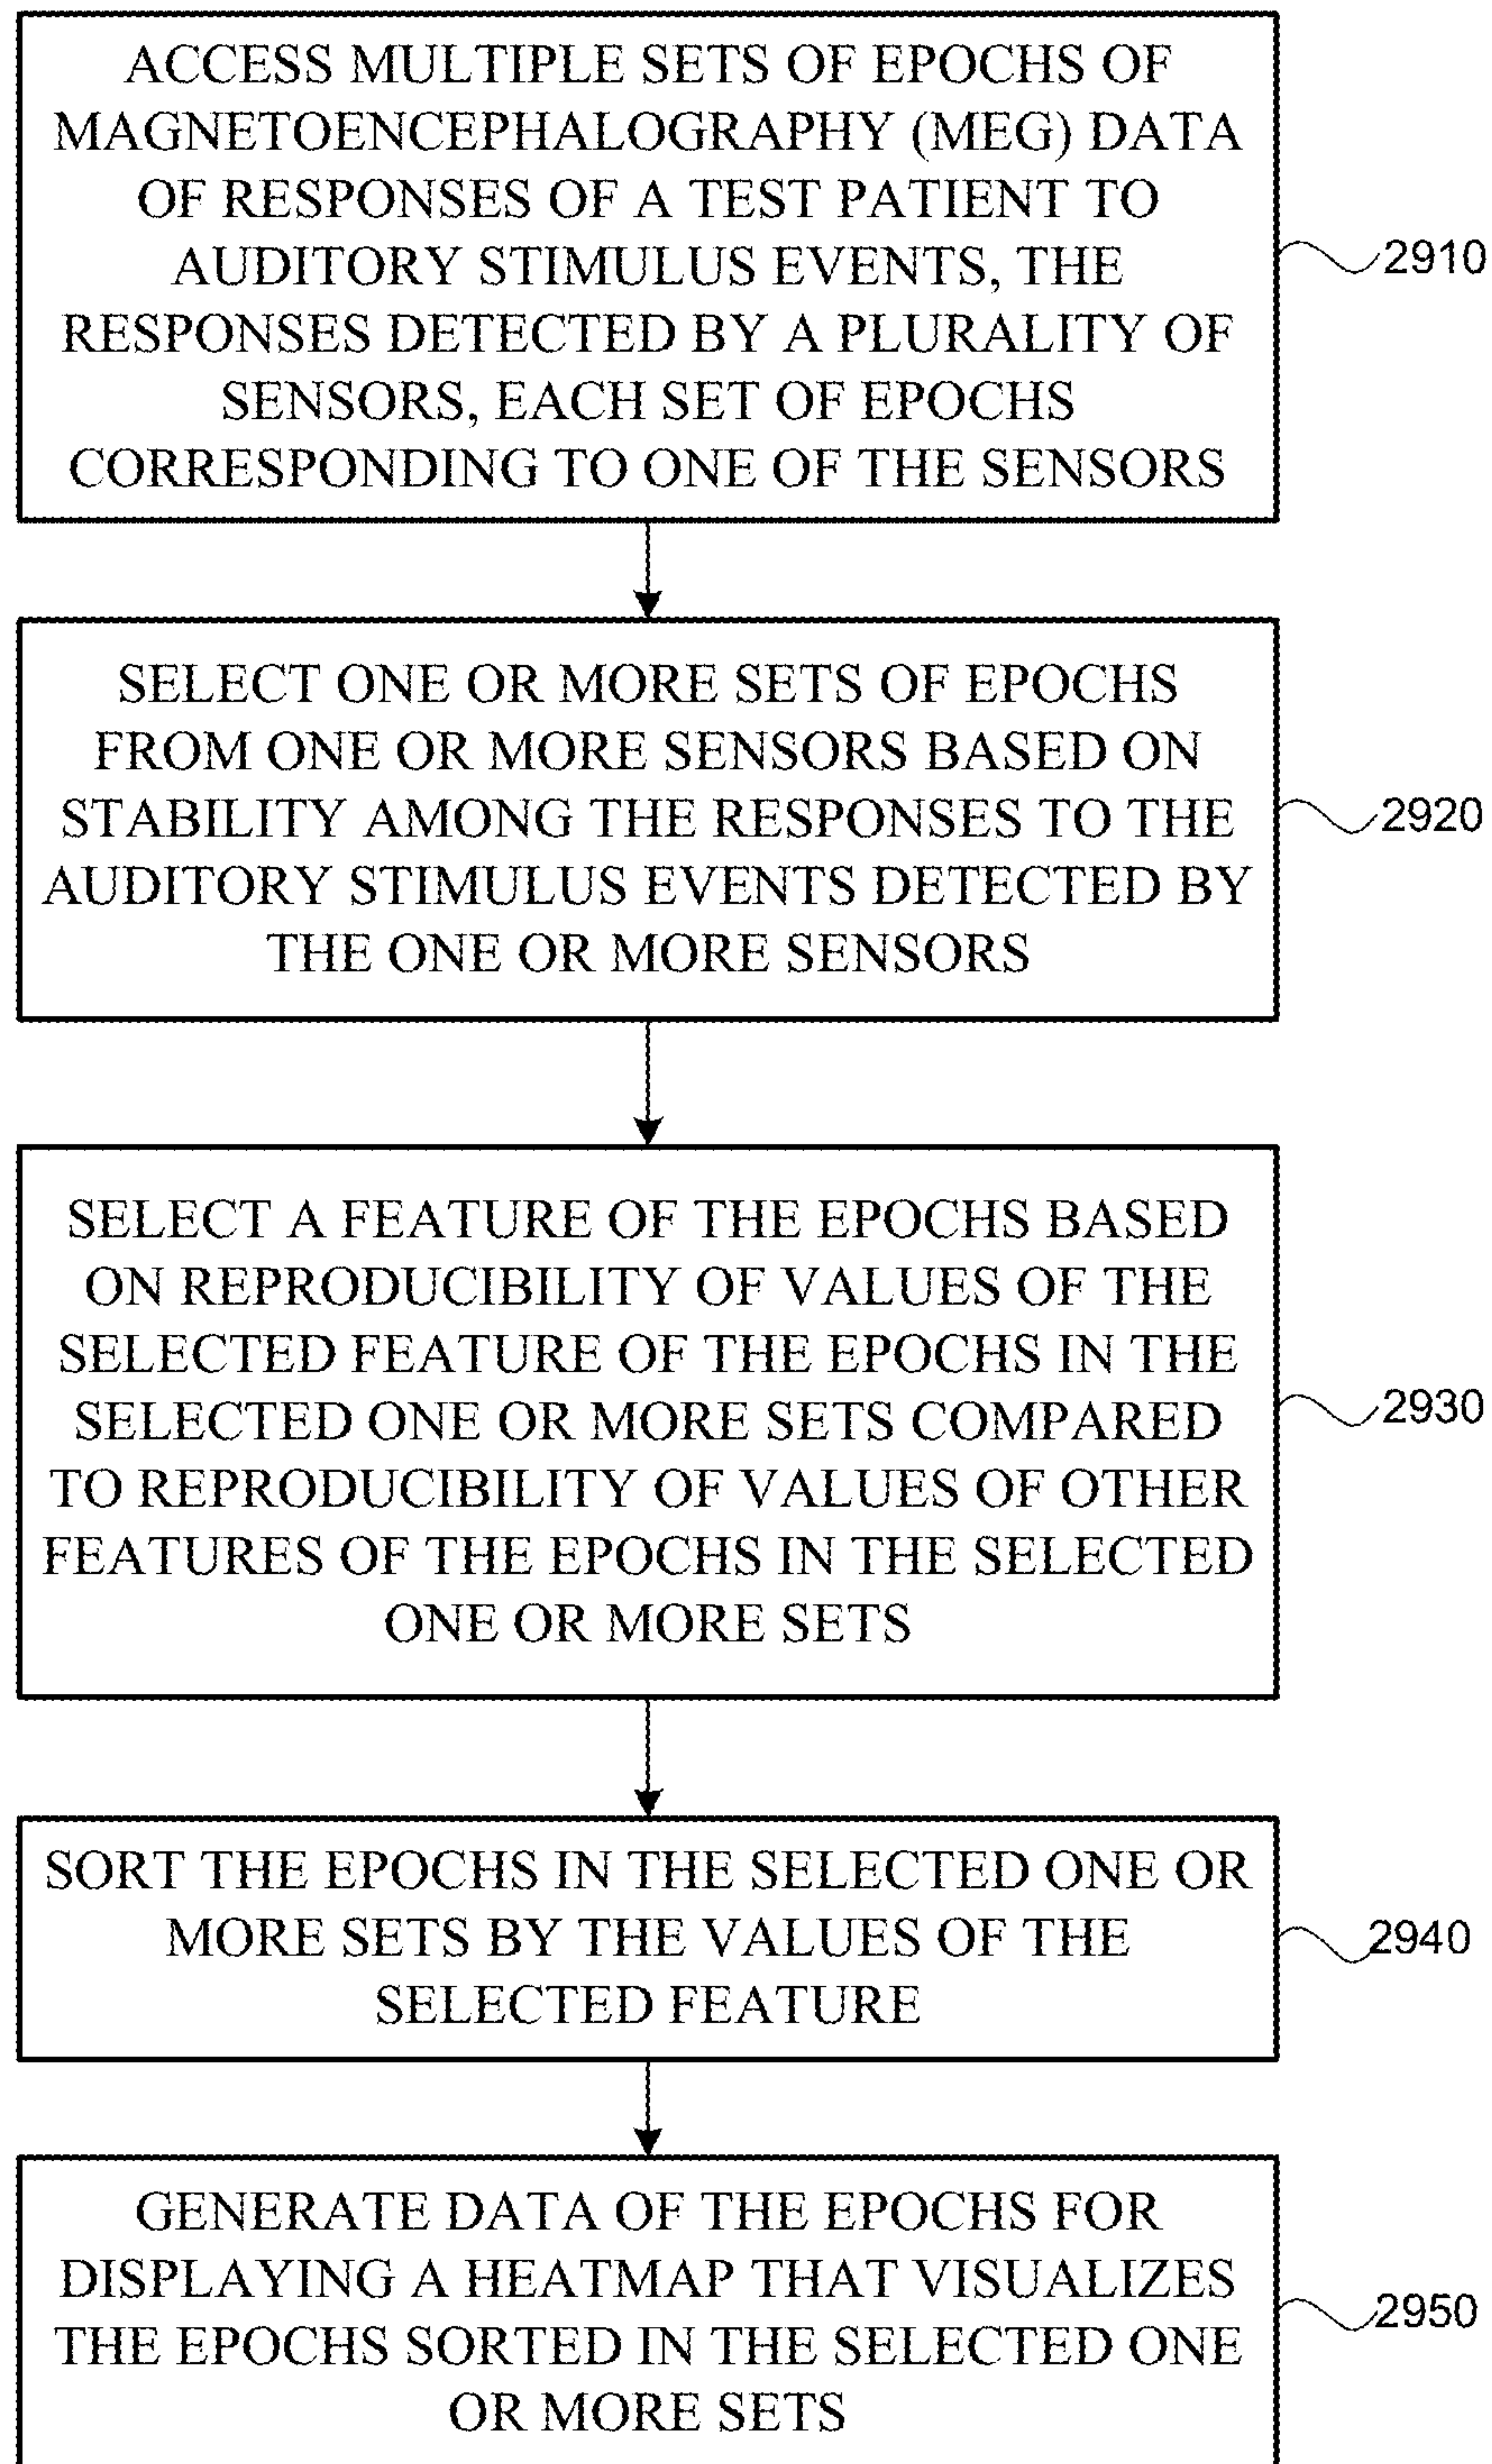 ACCESS MULTIPLE SETS OF EPOCHS OF
MAGNETOENCEPHALOGRAPHY (MEG) DATA
OF RESPONSES OF A TEST PATIENT TO
AUDITORY STIMULUS EVENTS, THE
RESPONSES DETECTED BY A PLURALITY OF
SENSORS, EACH SET OF EPOCHS
CORRESPONDING TO ONE OF THE SENSORS
2910
SELECT ONE OR MORE SETS OF EPOCHS
FROM ONE OR MORE SENSORS BASED ON
STABILITY AMONG THE RESPONSES TO THE
AUDITORY STIMULUS EVENTS DETECTED BY
THE ONE OR MORE SENSORS
2920
SELECT A FEATURE OF THE EPOCHS BASED
ON REPRODUCIBILITY OF VALUES OF THE
SELECTED FEATURE OF THE EPOCHS IN THE
SELECTED ONE OR MORE SETS COMPARED
TO REPRODUCIBILITY OF VALUES OF OTHER
FEATURES OF THE EPOCHS IN THE SELECTED
ONE OR MORE SETS
2930
SORT THE EPOCHS IN THE SELECTED ONE OR
MORE SETS BY THE VALUES OF THE
SELECTED FEATURE
2940
GENERATE DATA OF THE EPOCHS FOR
DISPLAYING A HEATMAP THAT VISUALIZES
THE EPOCHS SORTED IN THE SELECTED ONE
OR MORE SETS
2950